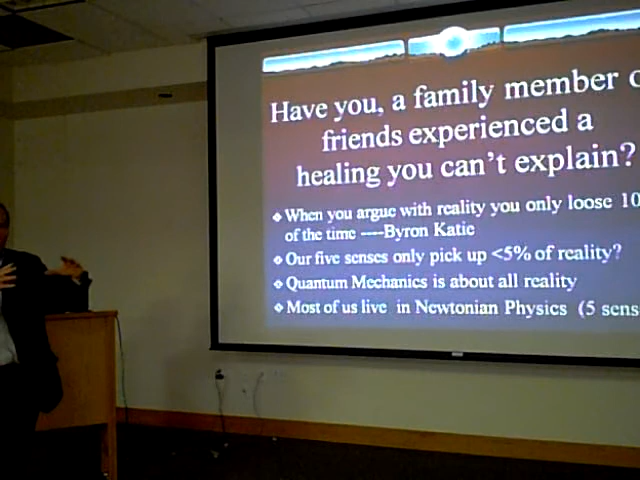 Have you, a family member o
friends experienced a
healing you can't explain?
❖ When you argue with reality you only loose 10
of the time ----Byron Katie
❖ Our five senses only pick up <5% of reality?
❖ Quantum Mechanics is about all reality
❖ Most of us live in Newtonian Physics (5 sens